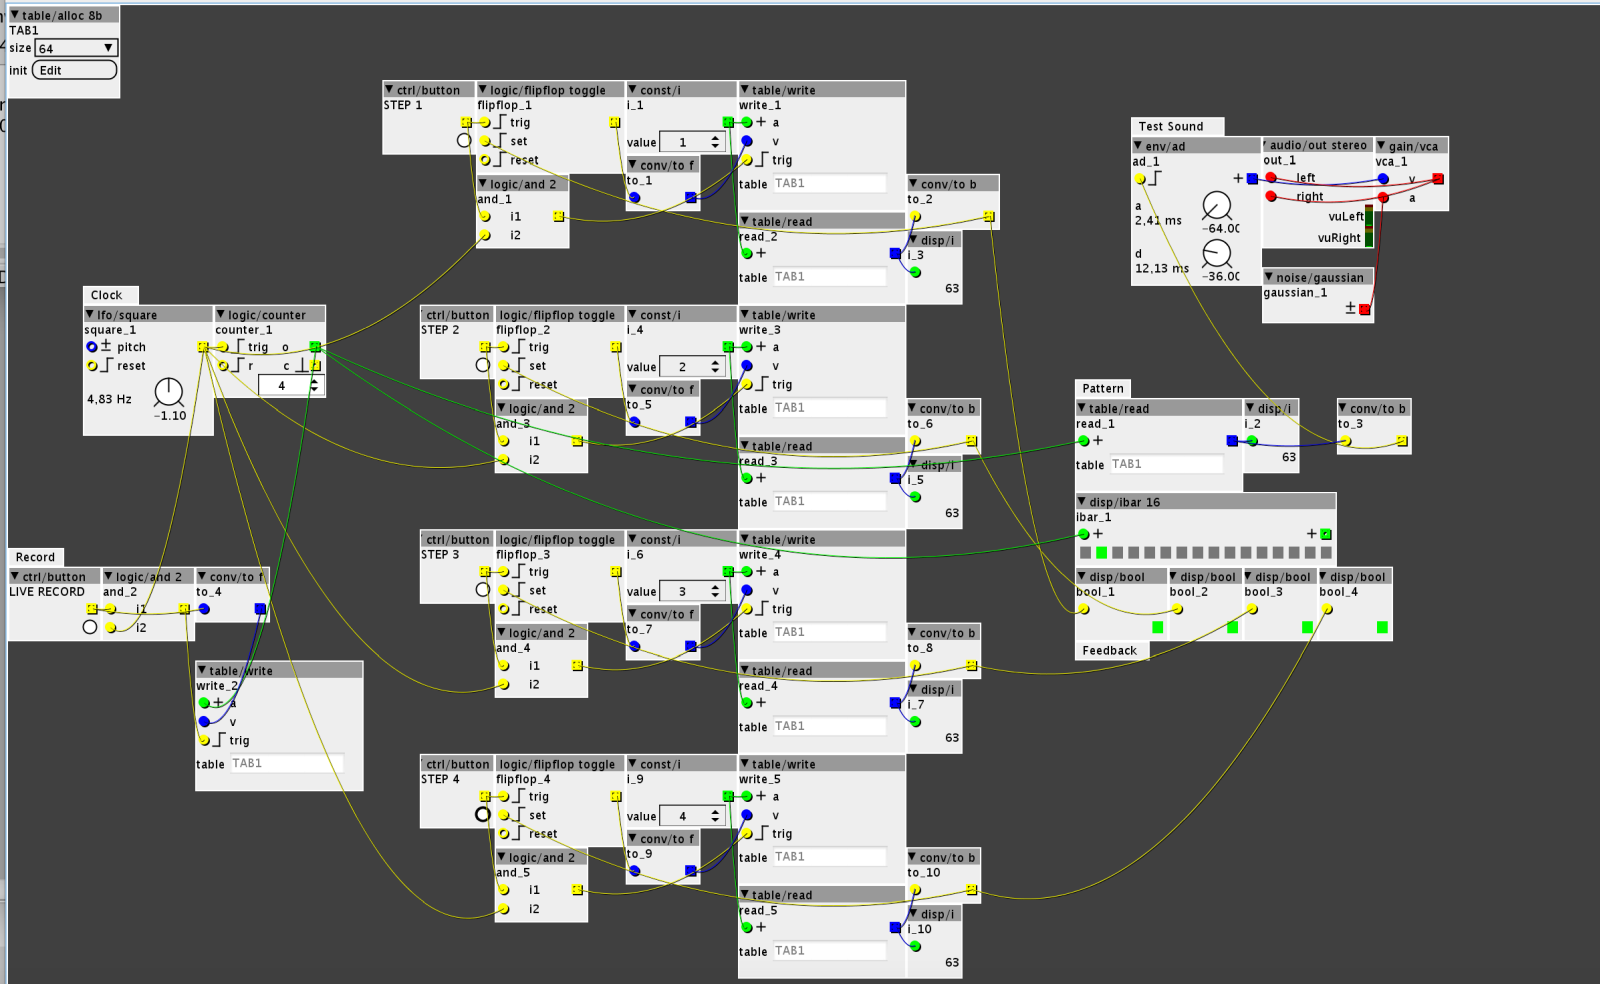 table/alloc 8b
TAB1
size 64
init Edit
ctrl/button
STEP 1
logic/flipflop toggle
flipflop_1
trig
set
reset
const/i
i_1
value 1
table/write
write_1
+ a
v
trig
table TAB1
conv/to f
to_1
logic/and 2
and_1
i1
i2
table/read
read_2
+
table TAB1
conv/to b
to_2
disp/i
i_3
63
Test Sound
env/ad
ad_1
+
a
2,41 ms
-64.00
d
12,13 ms
-36.00
audio/out stereo
out_1
left
right
vuLeft
vuRight
gain/vca
vca_1
v
a
noise/gaussian
gaussian_1
±
Clock
lfo/square
square_1
± pitch
reset
4,83 Hz
-1.10
logic/counter
counter_1
trig o
r c
4
ctrl/button
STEP 2
logic/flipflop toggle
flipflop_2
trig
set
reset
const/i
i_4
value 2
table/write
write_3
+ a
v
trig
table TAB1
conv/to f
to_5
logic/and 2
and_3
i1
i2
table/read
read_3
+
table TAB1
conv/to b
to_6
disp/i
i_5
63
Pattern
table/read
read_1
+
table TAB1
disp/i
i_2
63
conv/to b
to_3
disp/ibar 16
ibar_1
+ +
disp/bool
bool_1
disp/bool
bool_2
disp/bool
bool_3
disp/bool
bool_4
Feedback
Record
ctrl/button
LIVE RECORD
logic/and 2
and_2
i1
i2
conv/to f
to_4
table/write
write_2
+ a
v
trig
table TAB1
ctrl/button
STEP 3
logic/flipflop toggle
flipflop_3
trig
set
reset
const/i
i_6
value 3
table/write
write_4
+ a
v
trig
table TAB1
conv/to f
to_7
logic/and 2
and_4
i1
i2
table/read
read_4
+
table TAB1
conv/to b
to_8
disp/i
i_7
63
ctrl/button
STEP 4
logic/flipflop toggle
flipflop_4
trig
set
reset
const/i
i_9
value 4
table/write
write_5
+ a
v
trig
table TAB1
conv/to f
to_9
logic/and 2
and_5
i1
i2
table/read
read_5
+
table TAB1
conv/to b
to_10
disp/i
i_10
63